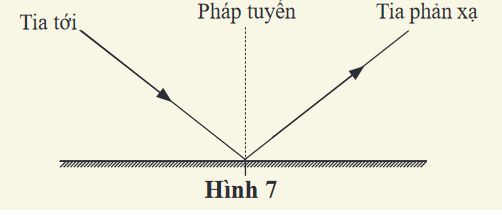 Tia tới
Pháp tuyến
Tia phản xạ
Hình 7